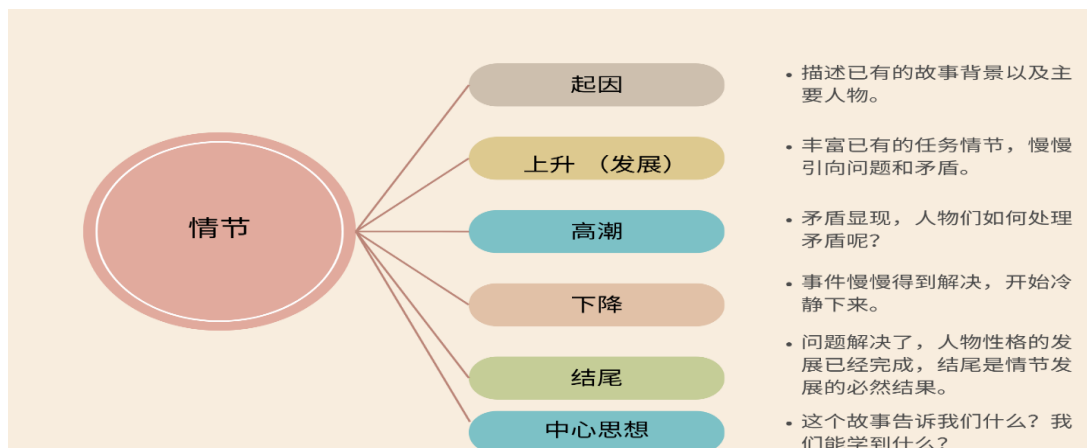 情节
起因
• 描述已有的故事背景以及主
要人物。
上升 （发展）
• 丰富已有的任务情节，慢慢
引向问题和矛盾。
高潮
• 矛盾显现，人物们如何处理
矛盾呢？
下降
• 事件慢慢得到解决，开始冷
静下来。
结尾
• 问题解决了，人物性格的发
展已经完成，结尾是情节发
展的必然结果。
中心思想
• 这个故事告诉我们什么？我
们能学到什么？